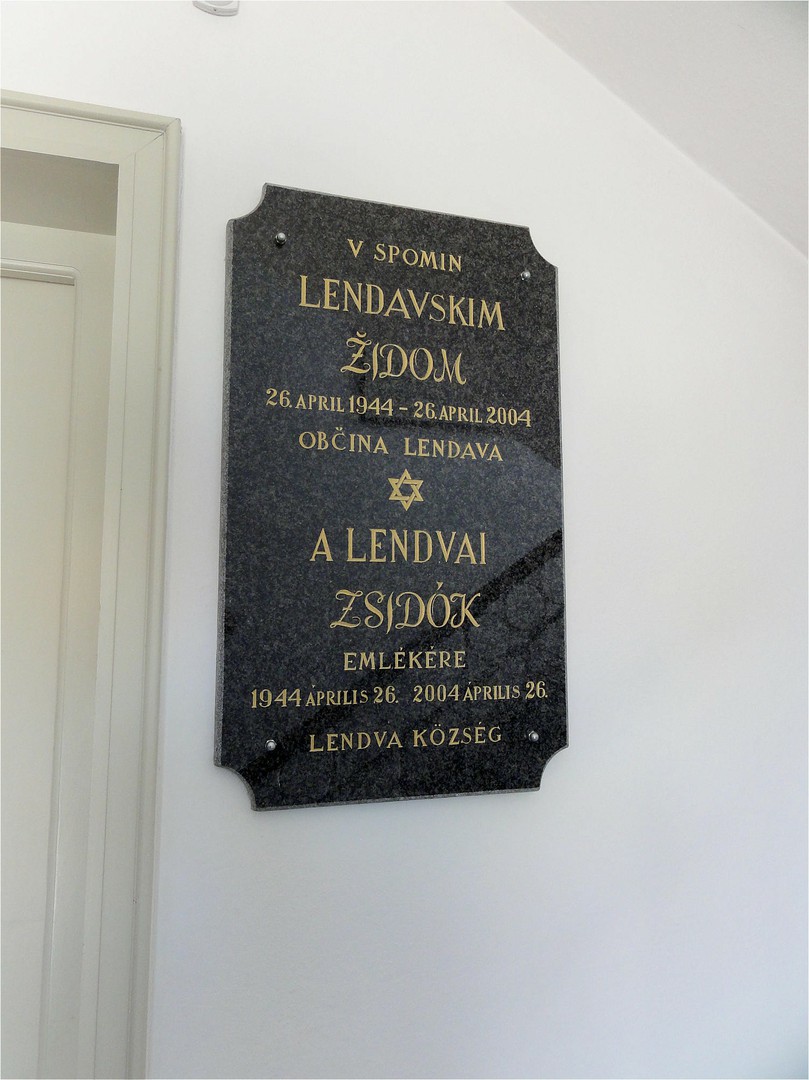 V SPOMIN
LENDAVSKIM
ŽIDOM
26. APRIL 1944 – 26. APRIL 2004
OBČINA LENDAVA
A LENDVAI
ZSIDÓK
EMLÉKÉRE
1944 ÁPRILIS 26. 2004 ÁPRILIS 26.
LENDVA KÖZSÉG